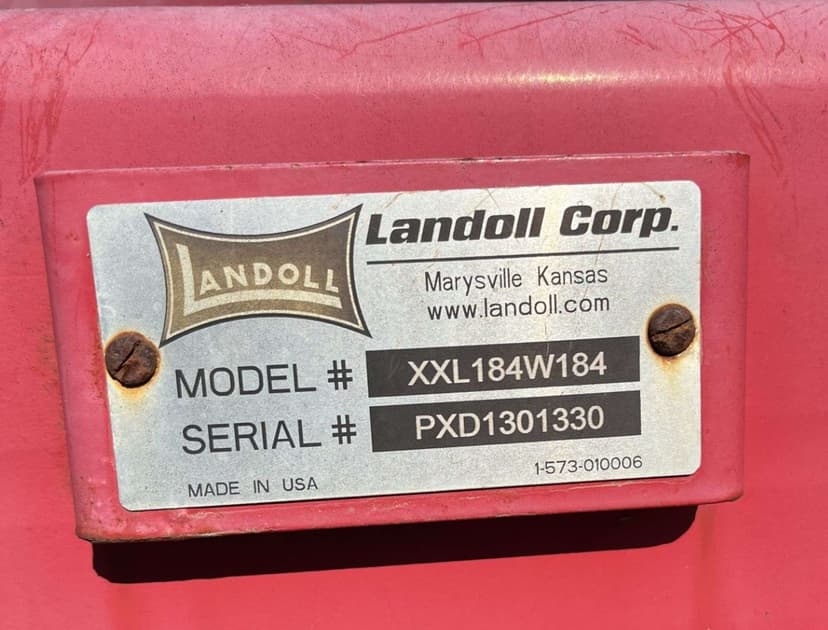 LANDOLL
Landoll Corp.
Marysville Kansas
www.landoll.com
MODEL # XXL184W184
SERIAL # PXD1301330
1-573-010006
MADE IN USA